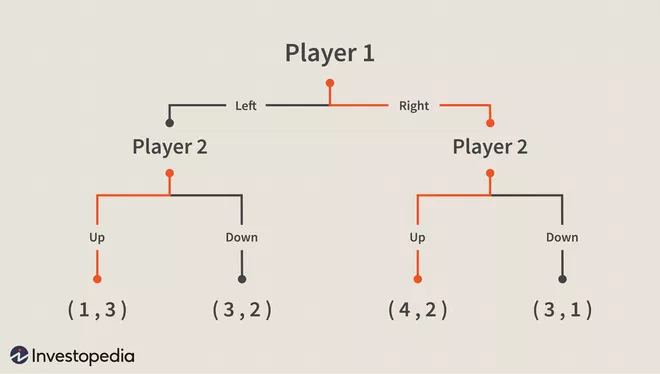 Player 1
Left Right
Player 2 Player 2
Up Down Up Down
(1,3) (3,2) (4,2) (3,1)
Investopedia